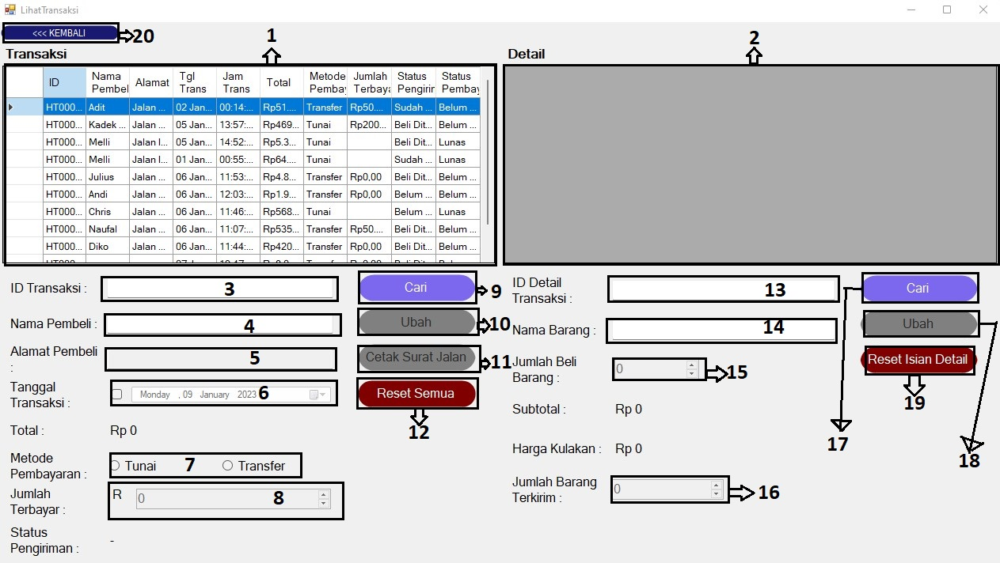 LihatTransaksi
<<< KEMBALI
20
1
2
Transaksi
Detail
ID Nama Pembel Alamat Tgl Trans Jam Trans Total Metode Pembay Jumlah Terbaya Status Pengirin Status Pembay
HT000... Adit Jalan ... 02 Jan... 00:14:... Rp51.... Transfer Rp50.... Sudah ... Belum ...
HT000... Kadek ... Jalan ... 05 Jan... 13:57:... Rp469... Tunai Rp200... Beli Dit... Belum ...
HT000... Melli Jalan I... 05 Jan... 14:52:... Rp5.3... Tunai Beli Dit... Lunas
HT000... Melli Jalan I... 01 Jan... 00:55:... Rp64.... Tunai Sudah ... Lunas
HT000... Julius Jalan ... 06 Jan... 11:53:... Rp4.8... Transfer Rp0,00 Beli Dit... Belum ...
HT000... Andi Jalan ... 06 Jan... 12:03:... Rp1.9... Transfer Rp0,00 Belum ... Belum ...
HT000... Chris Jalan ... 06 Jan... 11:46:... Rp568... Tunai Belum ... Lunas
HT000... Naufal Jalan ... 06 Jan... 11:07:... Rp535... Transfer Rp50.... Beli Dit... Belum ...
HT000... Diko Jalan ... 06 Jan... 11:44:... Rp420... Transfer Rp0,00 Beli Dit... Belum ...
ID Transaksi :
3
Cari
9
Nama Pembeli :
4
Ubah
10
Alamat Pembeli
:
5
Cetak Surat Jalan
11
Tanggal
Transaksi :
Monday , 09 January 2023
6
Reset Semua
12
Total :
Rp 0
Metode
Pembayaran :
Tunai
7
Transfer
Jumlah
Terbayar :
R
0
8
Status
Pengiriman :
-
ID Detail
Transaksi :
13
Cari
17
Nama Barang :
14
Ubah
18
Jumlah Beli
Barang :
0
15
Reset Isian Detail
19
Subtotal :
Rp 0
Harga Kulakan :
Rp 0
Jumlah Barang
Terkirim :
0
16